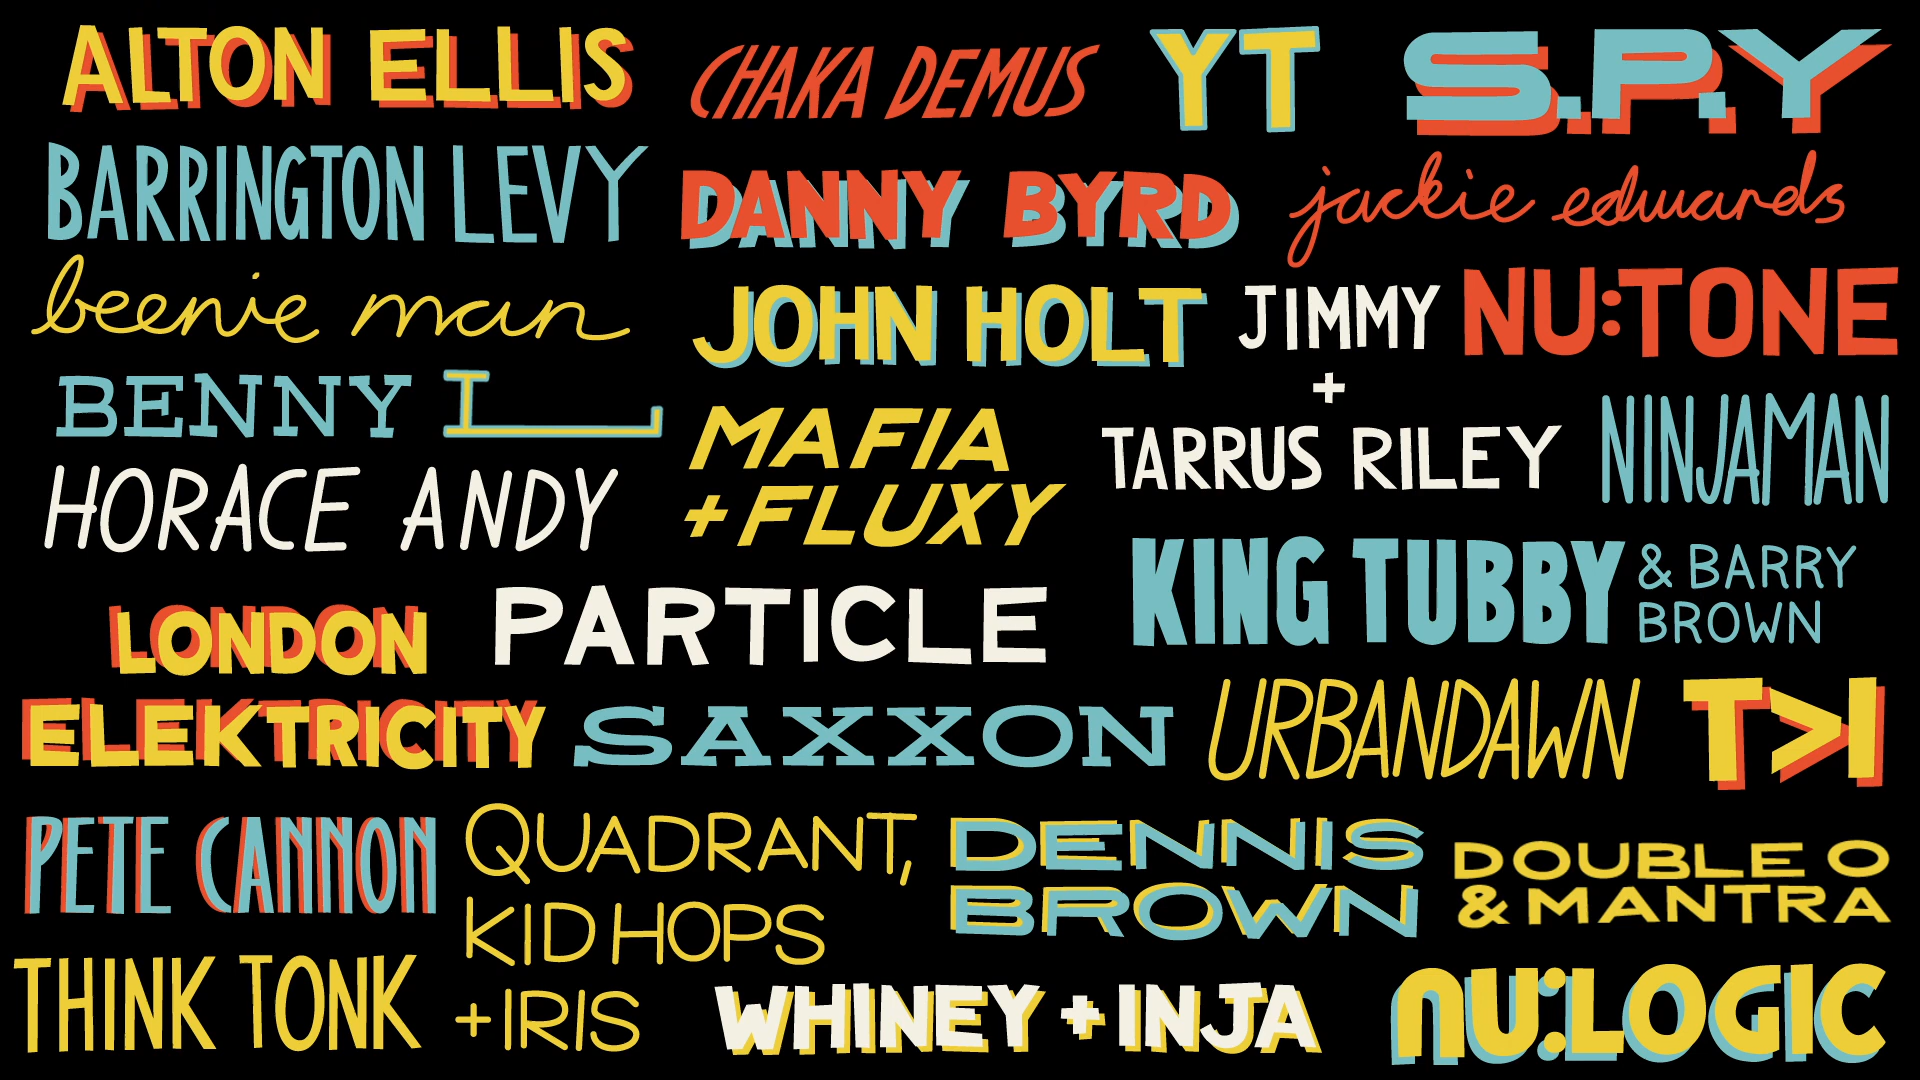 ALTON ELLIS
CHAKA DEMUS
YT
S.P.Y
BARRINGTON LEVY
DANNY BYRD
jackie edwards
beenie man
JOHN HOLT
JIMMY
+
TARRUS RILEY
NU:TONE
BENNY L
MAFIA
+ FLUXY
NINJAMAN
HORACE ANDY
KING TUBBY & BARRY
BROWN
LONDON
ELEKTRICITY
PARTICLE
SAXXON
URBANDAWN
T>I
PETE CANNON
QUADRANT,
KID HOPS
+ IRIS
DENNIS
BROWN
DOUBLE O
& MANTRA
THINK TONK
WHINEY + INJA
NU:LOGIC